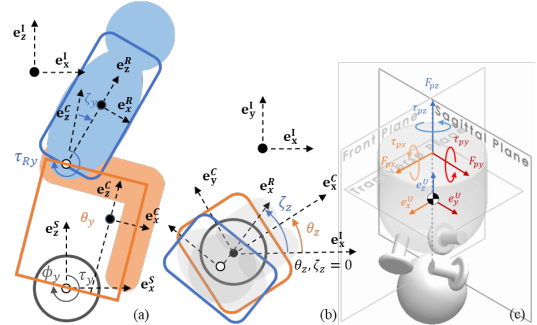 e_z^I
e_x^I
e_z^R
ζ_y
e_z^C
e_x^R
τ_Ry
e_z^C
θ_y
e_x^C
e_z^S
ϕ_y
τ_y
e_x^S
(a)
e_y^I
e_x^I
e_y^C
e_x^R
e_x^C
ζ_z
θ_z
e_x^I
θ_z, ζ_z = 0
(b)
F_pz
τ_pz
Sagittal Plane
Front Plane
τ_px
τ_py
F_px
F_py
e_z^U
e_x^U
e_y^U
(c)